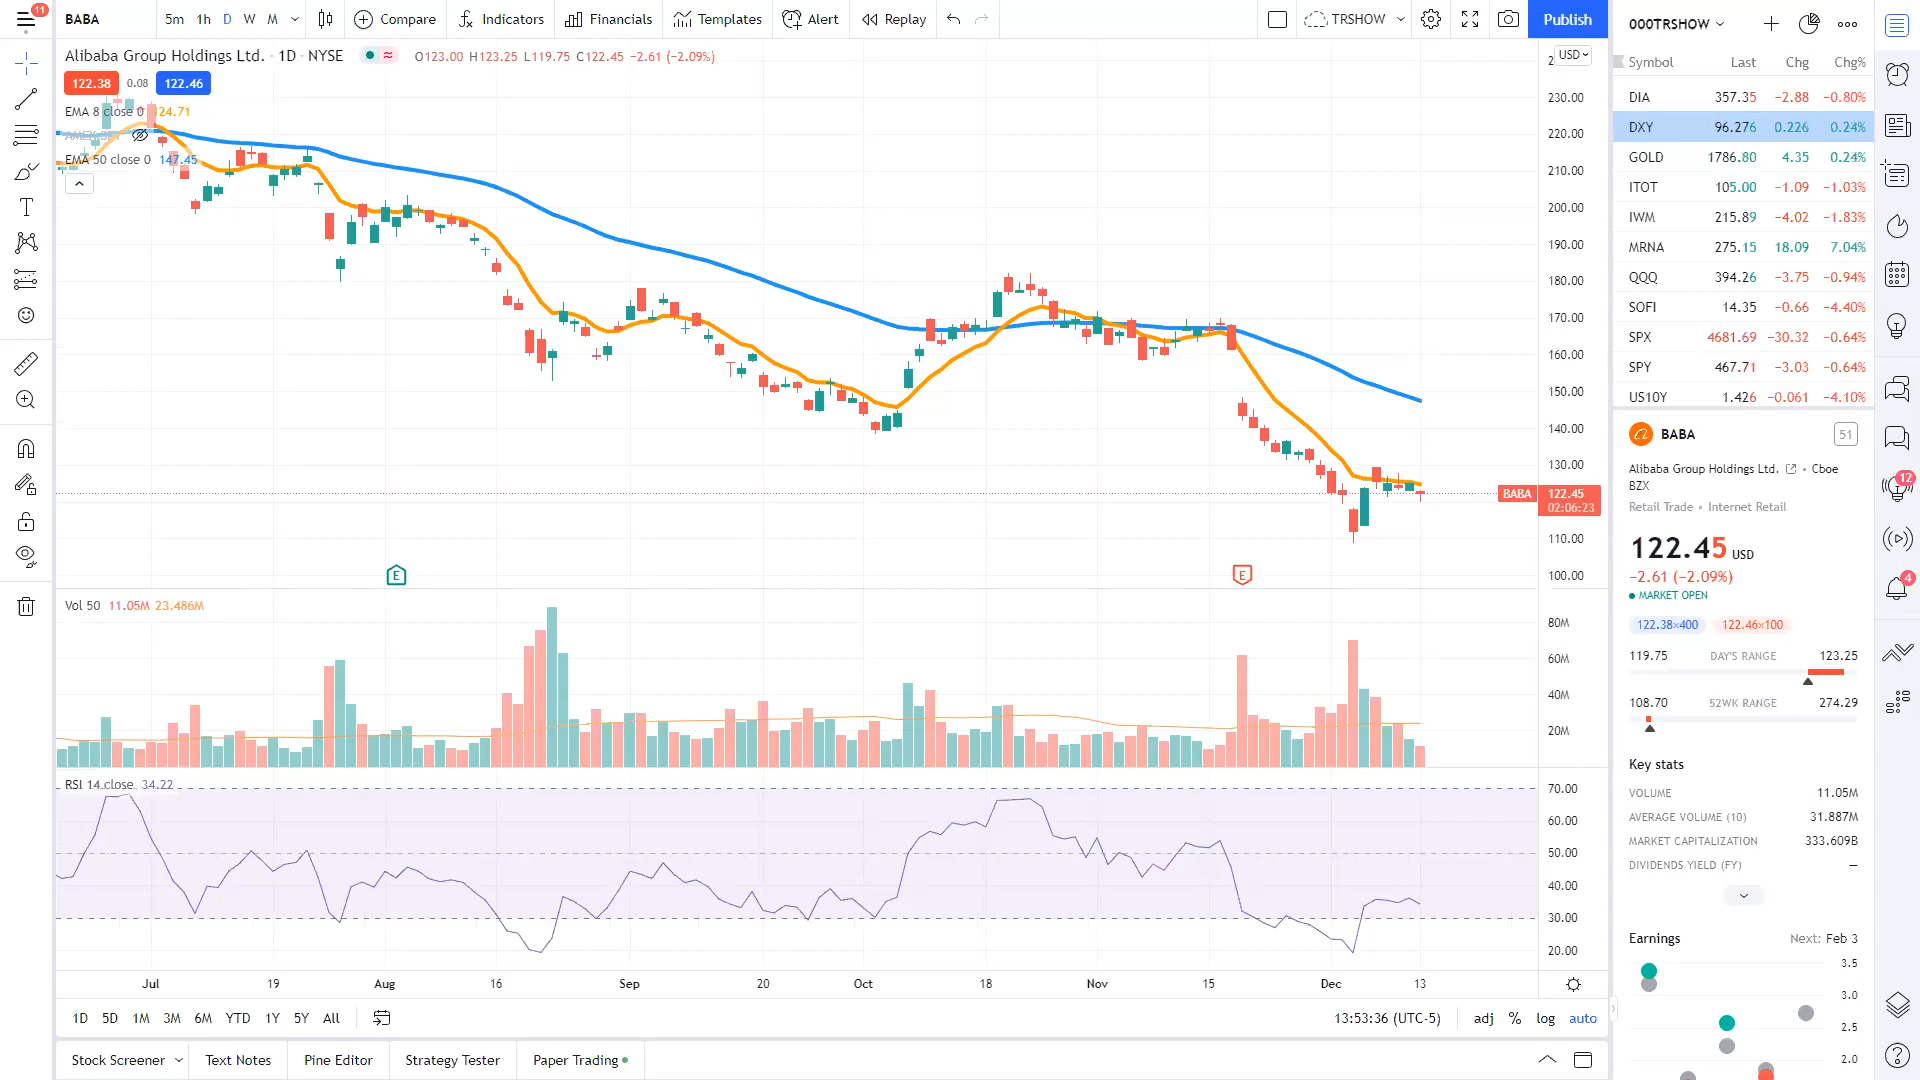 11
BABA
5m 1h D W M
Compare
Indicators
Financials
Templates
Alert
Replay
TRSHOW
Publish
Alibaba Group Holdings Ltd. · 1D · NYSE
O123.00 H123.25 L119.75 C122.45 −2.61 (−2.09%)
122.38 0.08 122.46
EMA 8 close 0 124.71
EMA 50 close 0 147.45
USD
230.00
220.00
210.00
200.00
190.00
180.00
170.00
160.00
150.00
140.00
130.00
BABA 122.45
02:06:23
110.00
100.00
E E
Vol 50 11.05M 23.486M
80M
60M
40M
20M
RSI 14 close 34.22
70.00
60.00
50.00
40.00
30.00
20.00
Jul 19 Aug 16 Sep 20 Oct 18 Nov 15 Dec 13
1D 5D 1M 3M 6M YTD 1Y 5Y All
13:53:36 (UTC-5) adj % log auto
Stock Screener Text Notes Pine Editor Strategy Tester Paper Trading
000TRSHOW
Symbol Last Chg Chg%
DIA 357.35 −2.88 −0.80%
DXY 96.276 0.226 0.24%
GOLD 1786.80 4.35 0.24%
ITOT 105.00 −1.09 −1.03%
IWM 215.89 −4.02 −1.83%
MRNA 275.15 18.09 7.04%
QQQ 394.26 −3.75 −0.94%
SOFI 14.35 −0.66 −4.40%
SPX 4681.69 −30.32 −0.64%
SPY 467.71 −3.03 −0.64%
US10Y 1.426 −0.061 −4.10%
BABA 51
Alibaba Group Holdings Ltd. • Cboe
BZX
Retail Trade • Internet Retail
122.45 USD
−2.61 (−2.09%)
MARKET OPEN
122.38×400 122.46×100
119.75 DAY'S RANGE 123.25
108.70 52WK RANGE 274.29
Key stats
VOLUME 11.05M
AVERAGE VOLUME (10) 31.887M
MARKET CAPITALIZATION 333.609B
DIVIDENDS YIELD (FY) —
Earnings Next: Feb 3
3.5
3.0
2.5
2.0
12
4